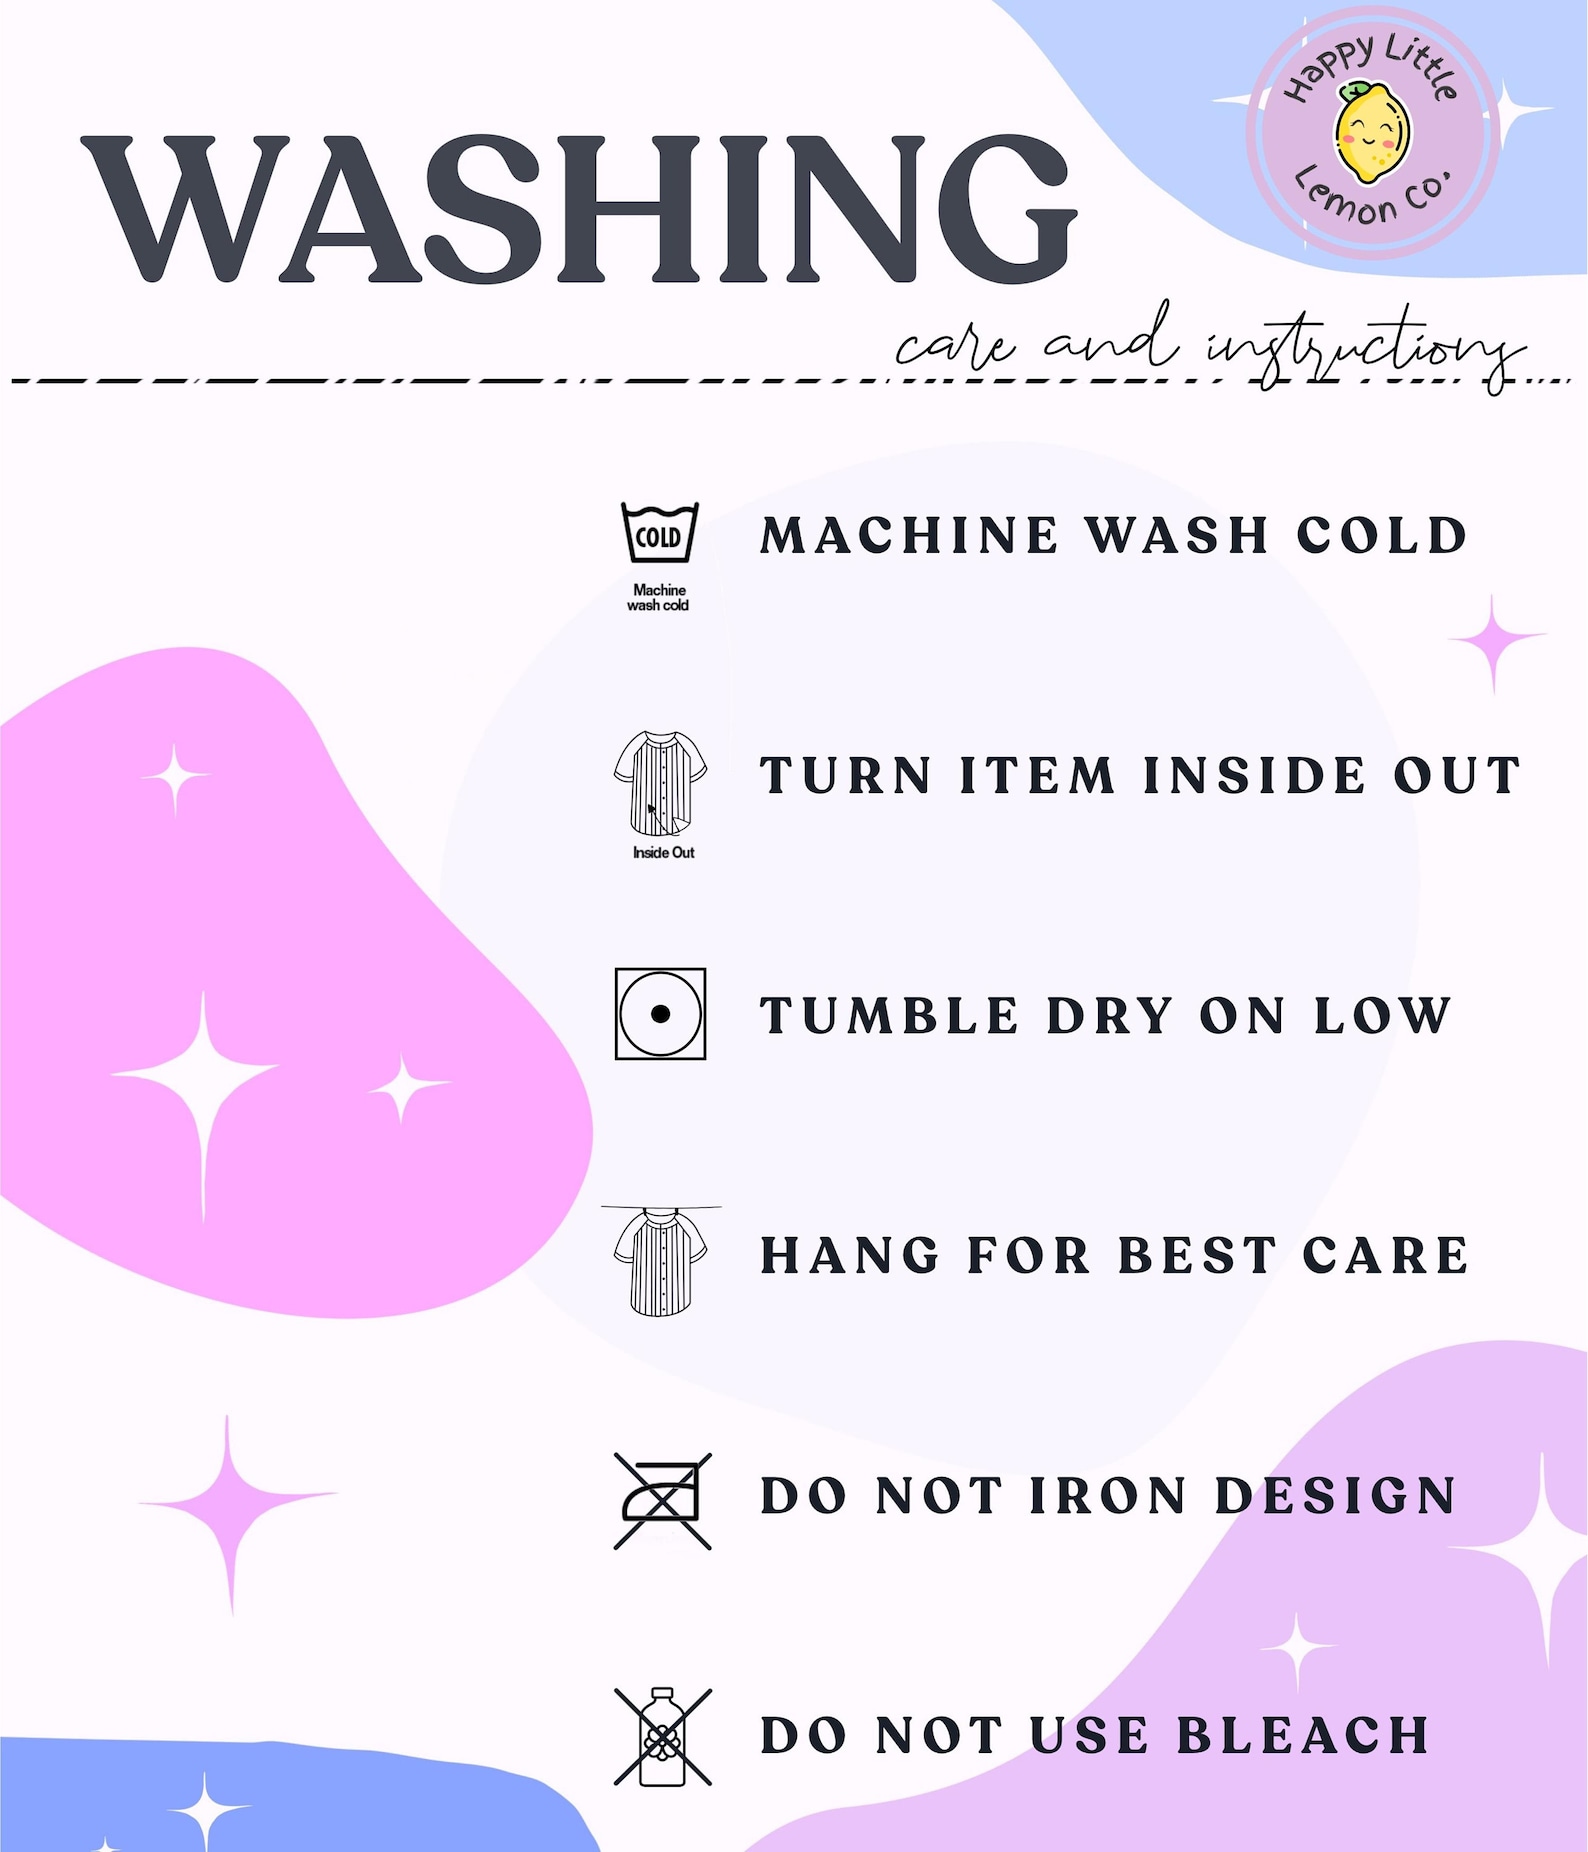 Happy Little
Lemon Co.
WASHING
care and instructions
COLD
Machine
wash cold
MACHINE WASH COLD
TURN ITEM INSIDE OUT
Inside Out
TUMBLE DRY ON LOW
HANG FOR BEST CARE
DO NOT IRON DESIGN
DO NOT USE BLEACH